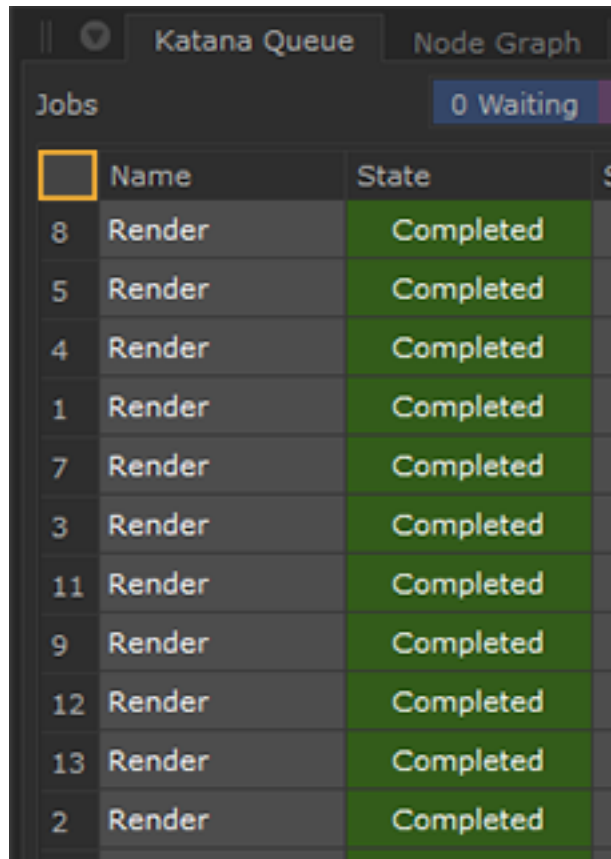 Katana Queue Node Graph
Jobs 0 Waiting
Name State
8 Render Completed
5 Render Completed
4 Render Completed
1 Render Completed
7 Render Completed
3 Render Completed
11 Render Completed
9 Render Completed
12 Render Completed
13 Render Completed
2 Render Completed